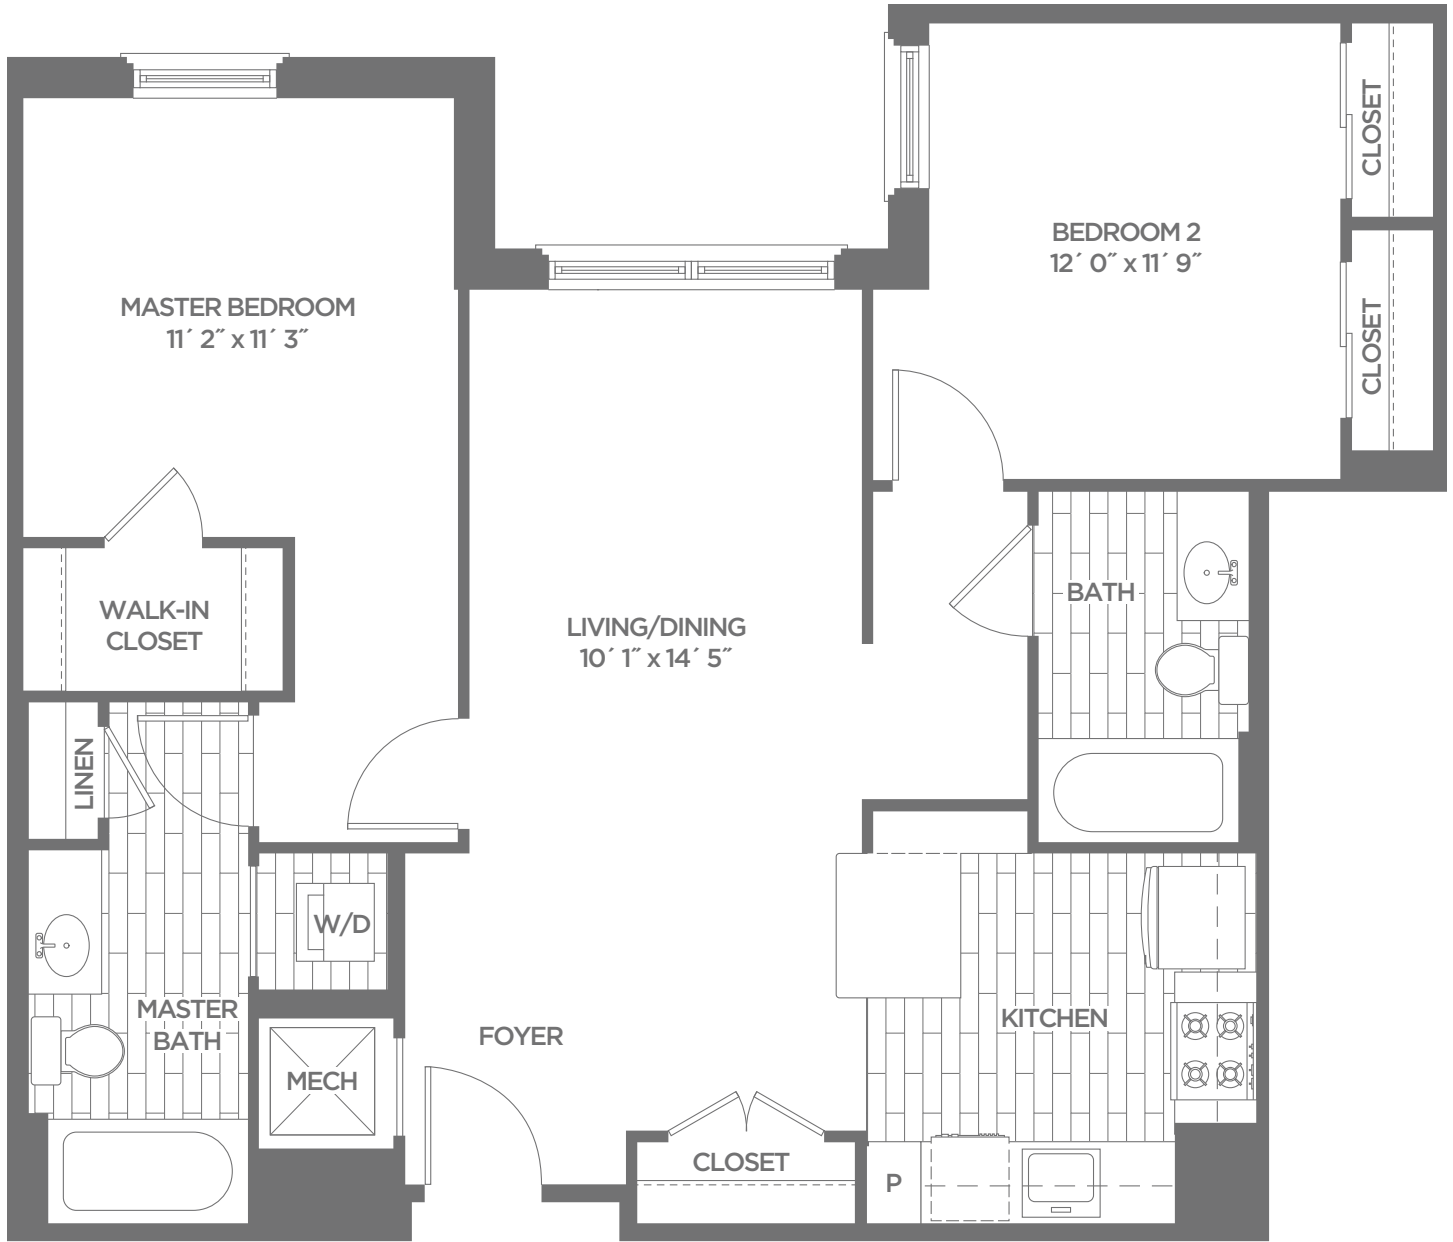 CLOSET
BEDROOM 2
12´ 0˝ x 11´ 9˝
MASTER BEDROOM
11´ 2˝ x 11´ 3˝
CLOSET
BATH
WALK-IN
CLOSET
LIVING/DINING
10´ 1˝ x 14´ 5˝
LINEN
W/D
MASTER
BATH
KITCHEN
FOYER
MECH
CLOSET
P